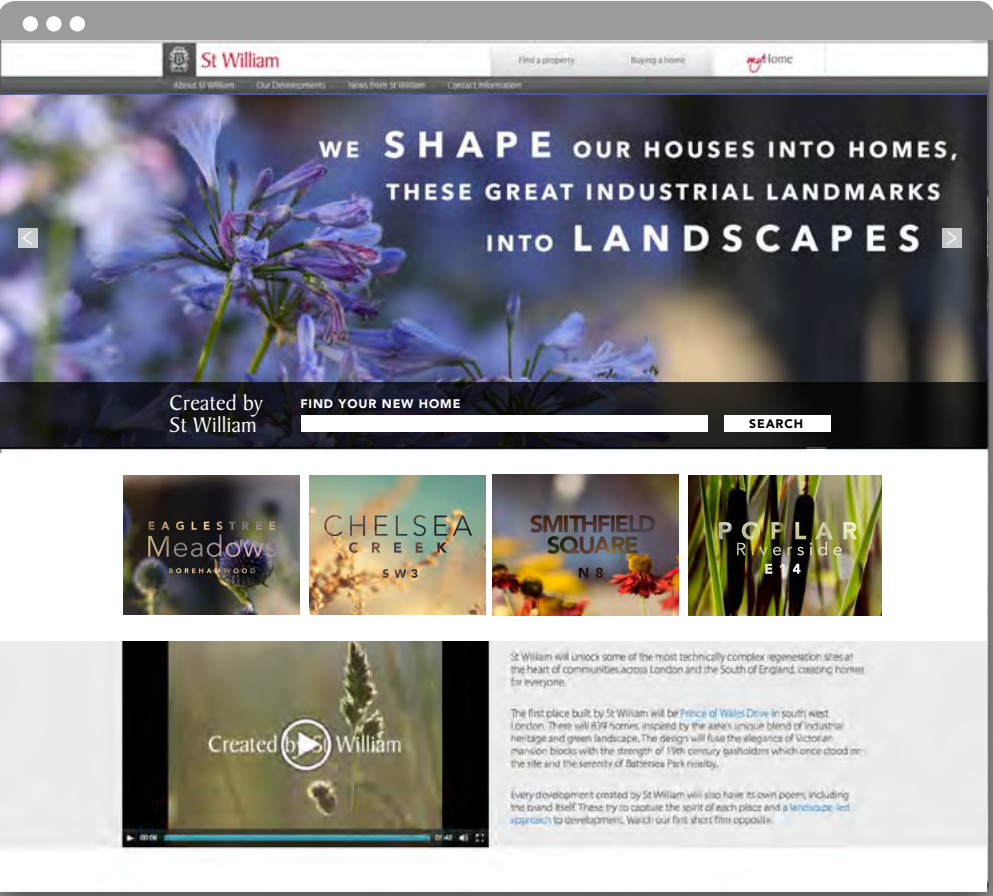 St William
Find a property
Buying a home
myHome
About St William
Our Developments
News from St William
Contact Information
WE SHAPE OUR HOUSES INTO HOMES,
THESE GREAT INDUSTRIAL LANDMARKS
INTO LANDSCAPES
<
>
Created by
St William
FIND YOUR NEW HOME
SEARCH
EAGLESTREE
Meadows
BOREHAMWOOD
CHELSEA
CREEK
SW3
SMITHFIELD
SQUARE
N8
POPLAR
Riverside
E14
Created by St William
00:06
01:42
St William will unlock some of the most technically complex regeneration sites at
the heart of communities across London and the South of England, creating homes
for everyone.
The first place built by St William will be Prince of Wales Drive in south west
London. There will 839 homes, inspired by the area's unique blend of industrial
heritage and green landscape. The design will fuse the elegance of Victorian
mansion blocks with the strength of 19th century gasholders which once stood on
the site and the serenity of Battersea Park nearby.
Every development created by St William will also have its own poem, including
the brand itself. These try to capture the spirit of each place and a landscape-led
approach to development. Watch our first short film opposite.